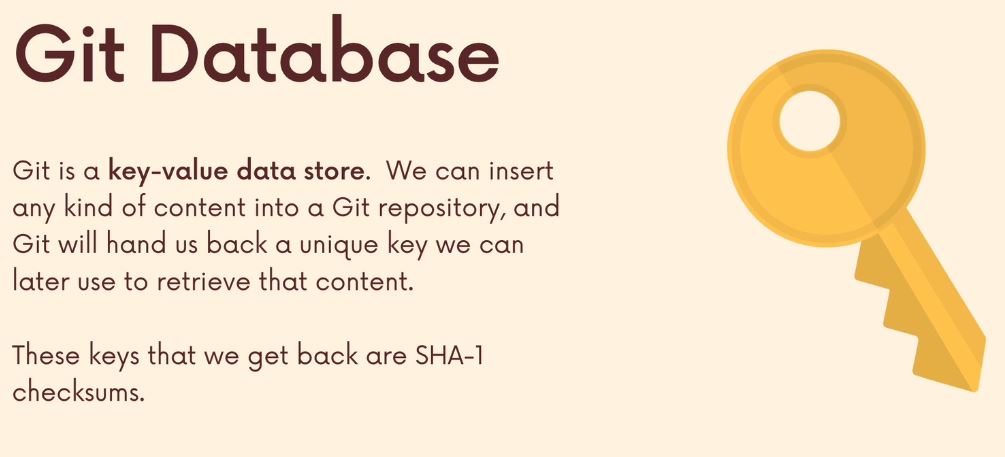 Git Database
Git is a key-value data store.  We can insert
any kind of content into a Git repository, and
Git will hand us back a unique key we can
later use to retrieve that content.
These keys that we get back are SHA-1
checksums.